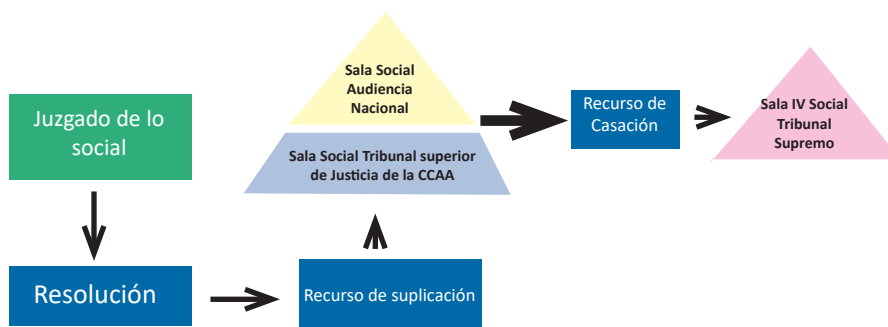 Juzgado de lo
social
Resolución
Recurso de suplicación
Sala Social
Audiencia
Nacional
Sala Social Tribunal superior
de Justicia de la CCAA
Recurso de
Casación
Sala IV Social
Tribunal
Supremo